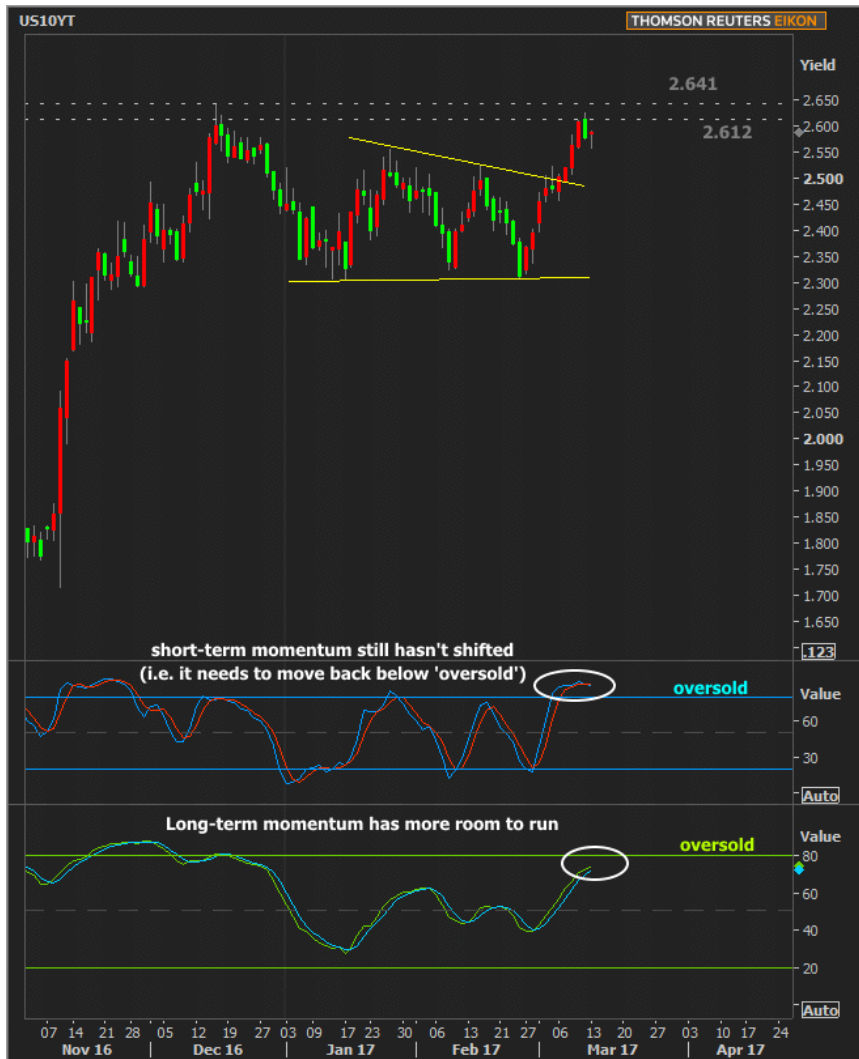 US10YT
THOMSON REUTERS EIKON
Yield
2.641
2.650
2.612
2.600
2.550
2.500
2.450
2.400
2.350
2.300
2.250
2.200
2.150
2.100
2.050
2.000
1.950
1.900
1.850
1.800
1.750
1.700
1.650
.123
short-term momentum still hasn't shifted
(i.e. it needs to move back below 'oversold')
oversold
Value
60
30
Auto
Long-term momentum has more room to run
oversold
Value
80
60
40
20
Auto
07 14 21 28 05 12 19 27 03 09 17 23 30 06 13 21 27 06 13 20 27 03 10 17 24
Nov 16 Dec 16 Jan 17 Feb 17 Mar 17 Apr 17